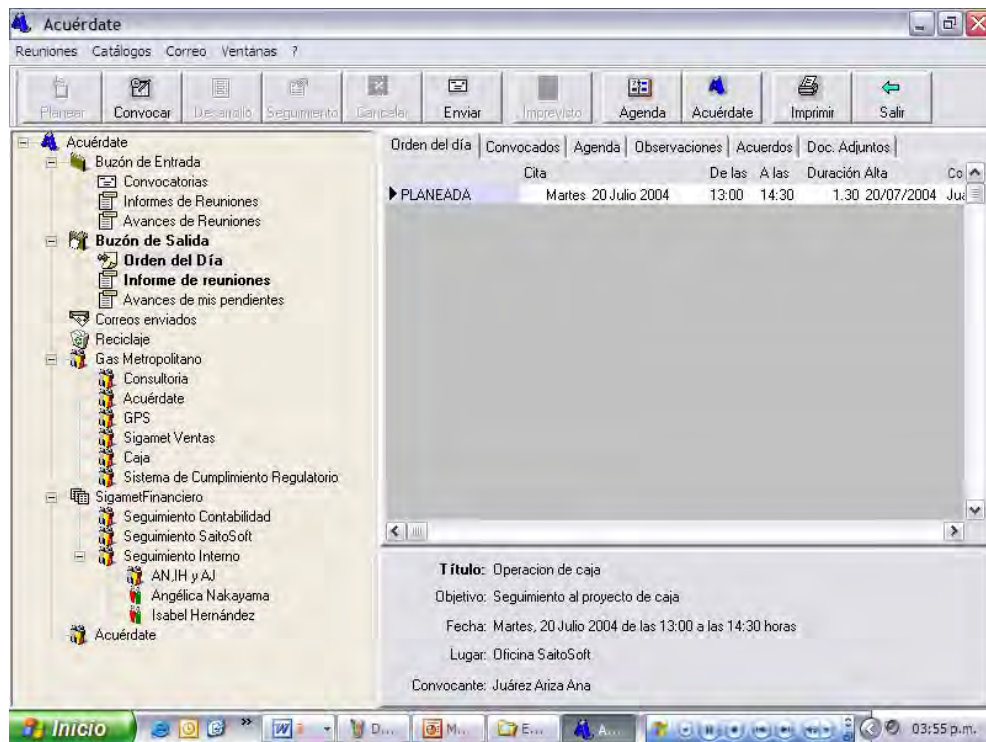 Acuérdate
Reuniones Catálogos Correo Ventanas ?
Planear Convocar Desarrollo Seguimiento Cancelar Enviar Imprevisto Agenda Acuérdate Imprimir Salir
Acuérdate
Buzón de Entrada
Convocatorias
Informes de Reuniones
Avances de Reuniones
Buzón de Salida
Orden del Día
Informe de reuniones
Avances de mis pendientes
Correos enviados
Reciclaje
Gas Metropolitano
Consultoria
Acuérdate
GPS
Sigamet Ventas
Caja
Sistema de Cumplimiento Regulatorio
SigametFinanciero
Seguimiento Contabilidad
Seguimiento SaitoSoft
Seguimiento Interno
AN,IH y AJ
Angélica Nakayama
Isabel Hernández
Acuérdate
Orden del día Convocados Agenda Observaciones Acuerdos Doc. Adjuntos
Cita De las A las Duración Alta Co
PLANEADA Martes 20 Julio 2004 13:00 14:30 1.30 20/07/2004 Juá
Título: Operacion de caja
Objetivo: Seguimiento al proyecto de caja
Fecha: Martes, 20 Julio 2004 de las 13:00 a las 14:30 horas
Lugar: Oficina SaitoSoft
Convocante: Juárez Ariza Ana
Inicio » D... M... E... A... 03:55 p.m.